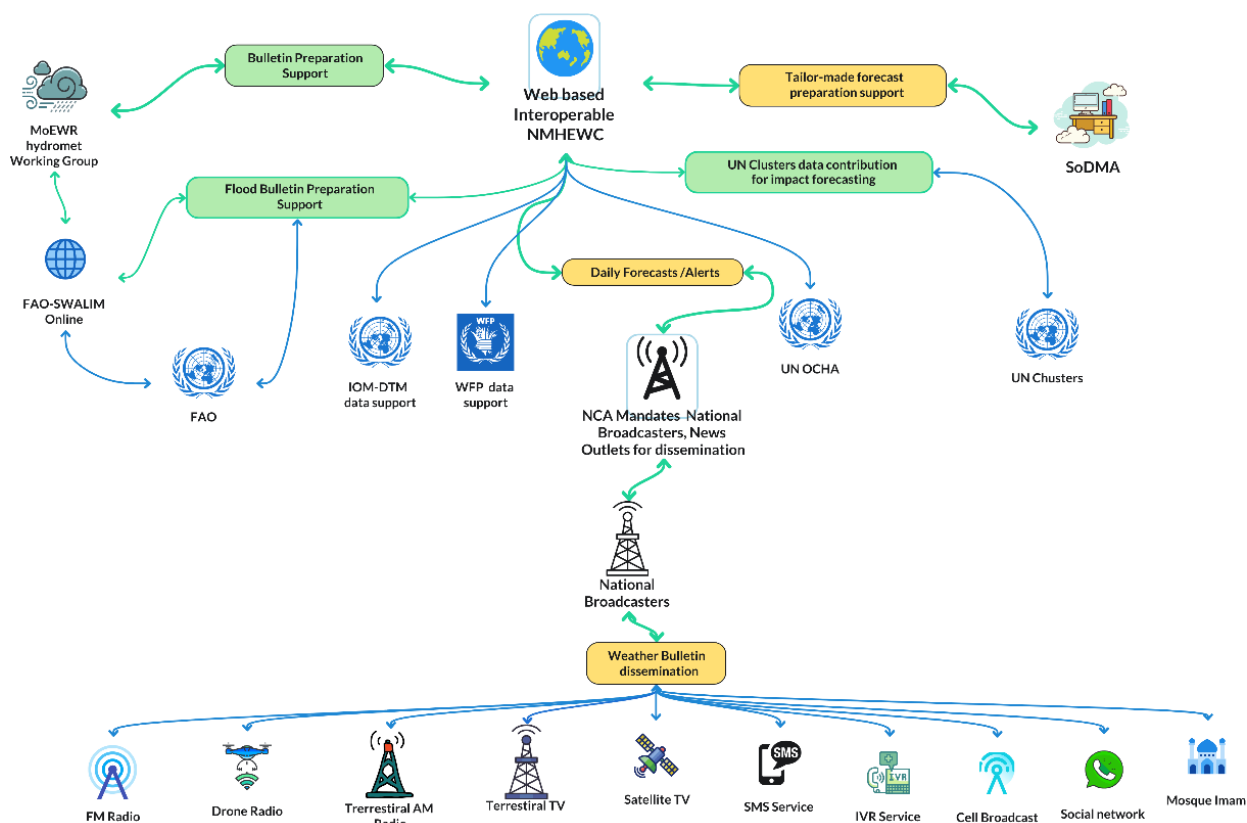 Bulletin Preparation
Support
Web based
Interoperable
NMHEWC
Tailor-made forecast
preparation support
MoEWR
hydromet
Working Group
SoDMA
Flood Bulletin Preparation
Support
UN Clusters data contribution
for impact forecasting
FAO-SWALIM
Online
Daily Forecasts /Alerts
FAO
IOM-DTM
data support
WFP
WFP data
support
UN OCHA
UN Chusters
NCA Mandates National
Broadcasters, News
Outlets for dissemination
National
Broadcasters
Weather Bulletin
dissemination
FM Radio
Drone Radio
Trerrestiral AM
Radio
Terrestiral TV
Satellite TV
SMS
SMS Service
IVR
IVR Service
Cell Broadcast
Social network
Mosque Imam